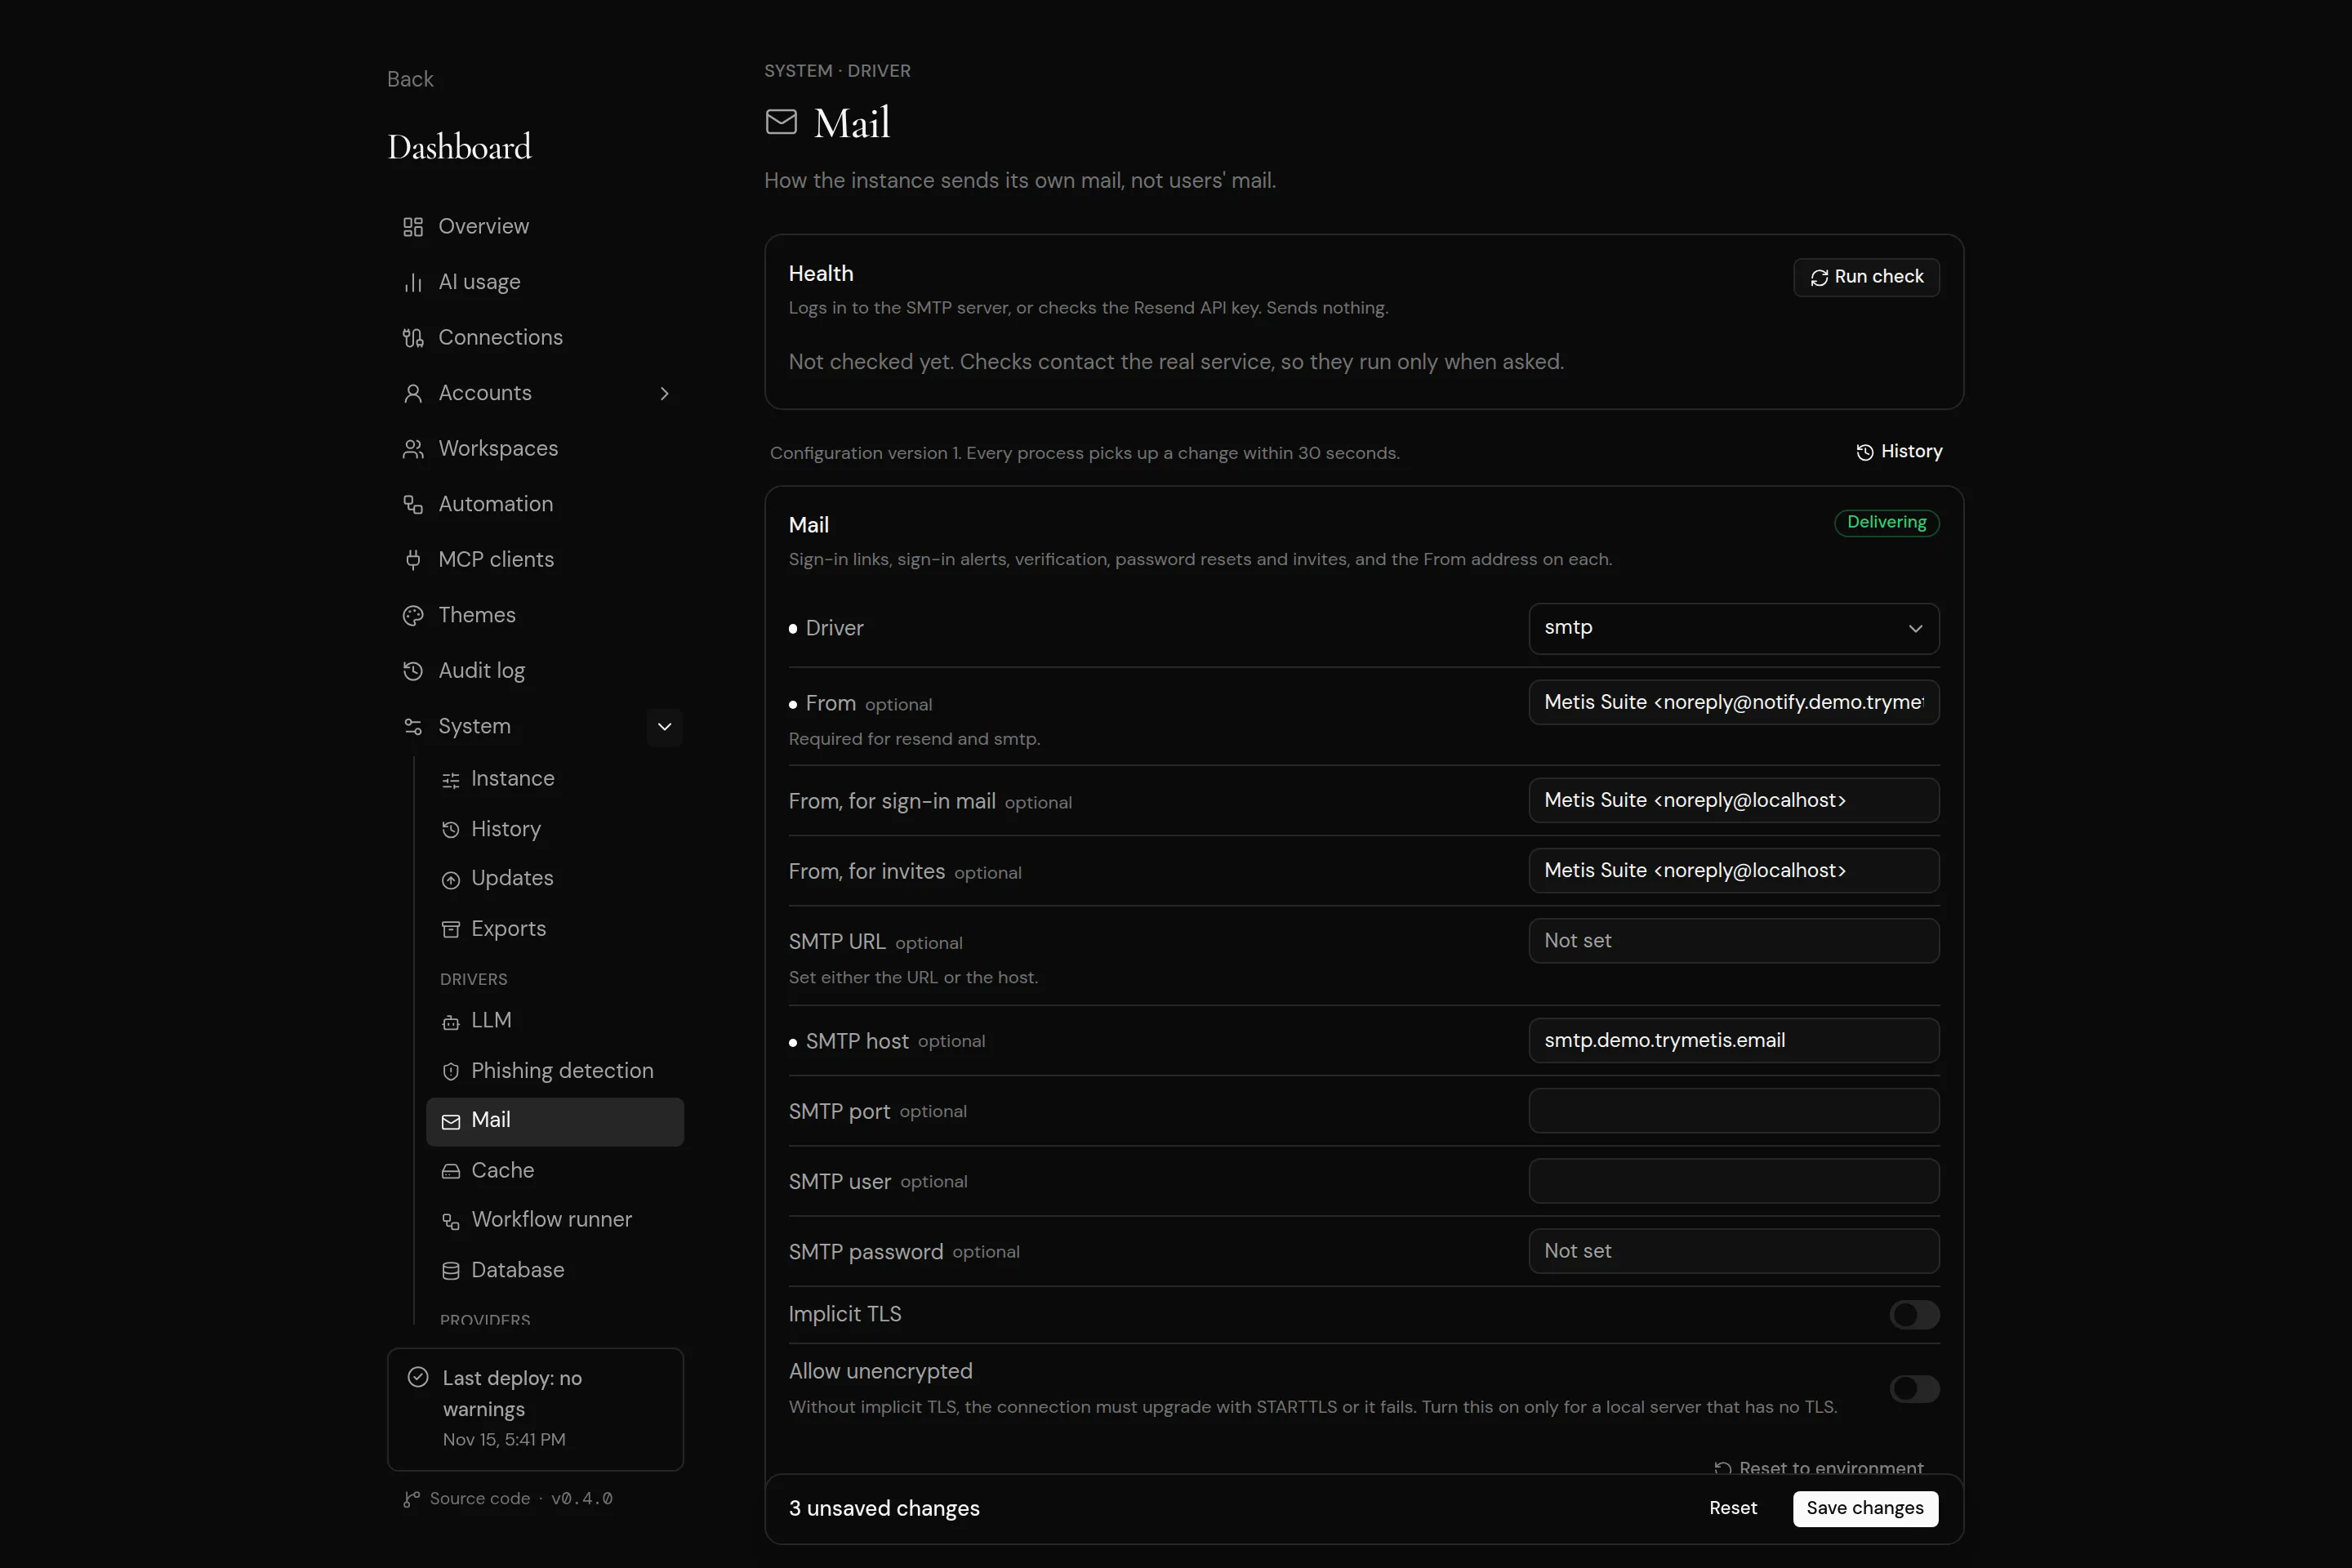 Back
Dashboard
Overview
AI usage
Connections
Accounts
Workspaces
Automation
MCP clients
Themes
Audit log
System
Instance
History
Updates
Exports
DRIVERS
LLM
Phishing detection
Mail
Cache
Workflow runner
Database
PROVIDERS
Last deploy: no
warnings
Nov 15, 5:41 PM
Source code · v0.4.0
SYSTEM · DRIVER
Mail
How the instance sends its own mail, not users' mail.
Health
Run check
Logs in to the SMTP server, or checks the Resend API key. Sends nothing.
Not checked yet. Checks contact the real service, so they run only when asked.
Configuration version 1. Every process picks up a change within 30 seconds.
History
Mail
Delivering
Sign-in links, sign-in alerts, verification, password resets and invites, and the From address on each.
Driver
smtp
From optional
Metis Suite <noreply@notify.demo.trymet
Required for resend and smtp.
From, for sign-in mail optional
Metis Suite <noreply@localhost>
From, for invites optional
Metis Suite <noreply@localhost>
SMTP URL optional
Not set
Set either the URL or the host.
SMTP host optional
smtp.demo.trymetis.email
SMTP port optional
SMTP user optional
SMTP password optional
Not set
Implicit TLS
Allow unencrypted
Without implicit TLS, the connection must upgrade with STARTTLS or it fails. Turn this on only for a local server that has no TLS.
Reset to environment
3 unsaved changes
Reset
Save changes